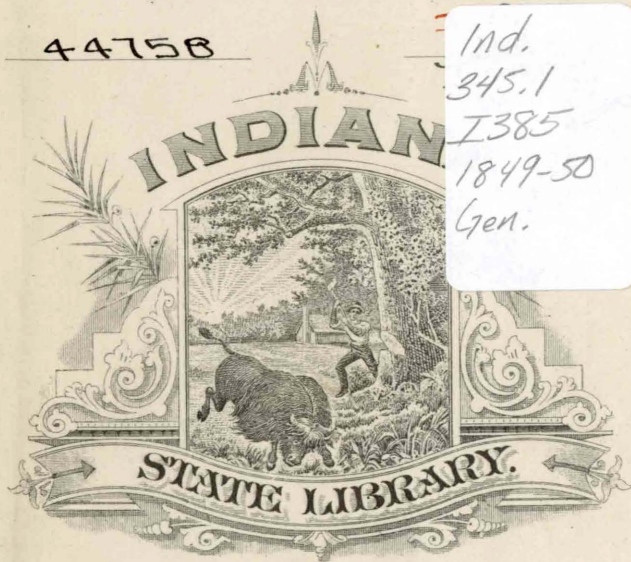 44758
Ind.
345.1
I385
1849-50
Gen.
INDIAN
STATE LIBRARY.